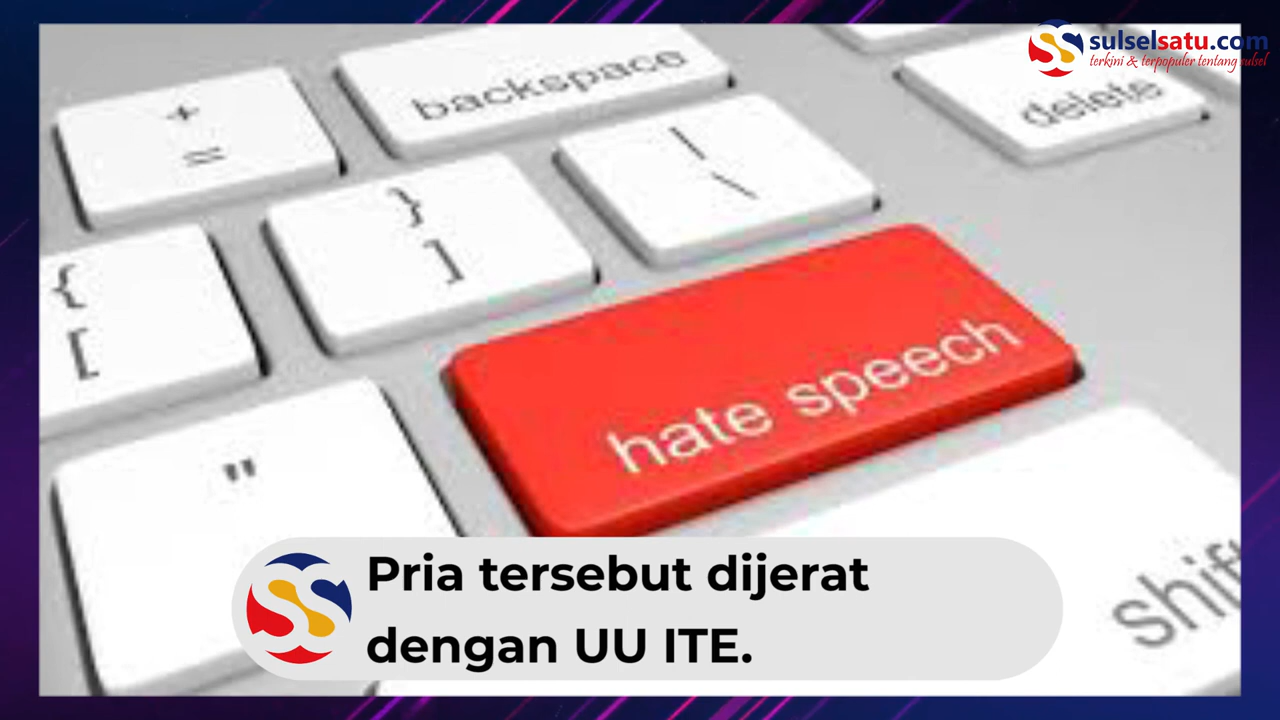 sulselsatu.com
terkini & terpopuler tentang sulsel
+
=
backspace
delete
}
]
|
\
{
[
hate speech
"
shift
Pria tersebut dijerat
dengan UU ITE.